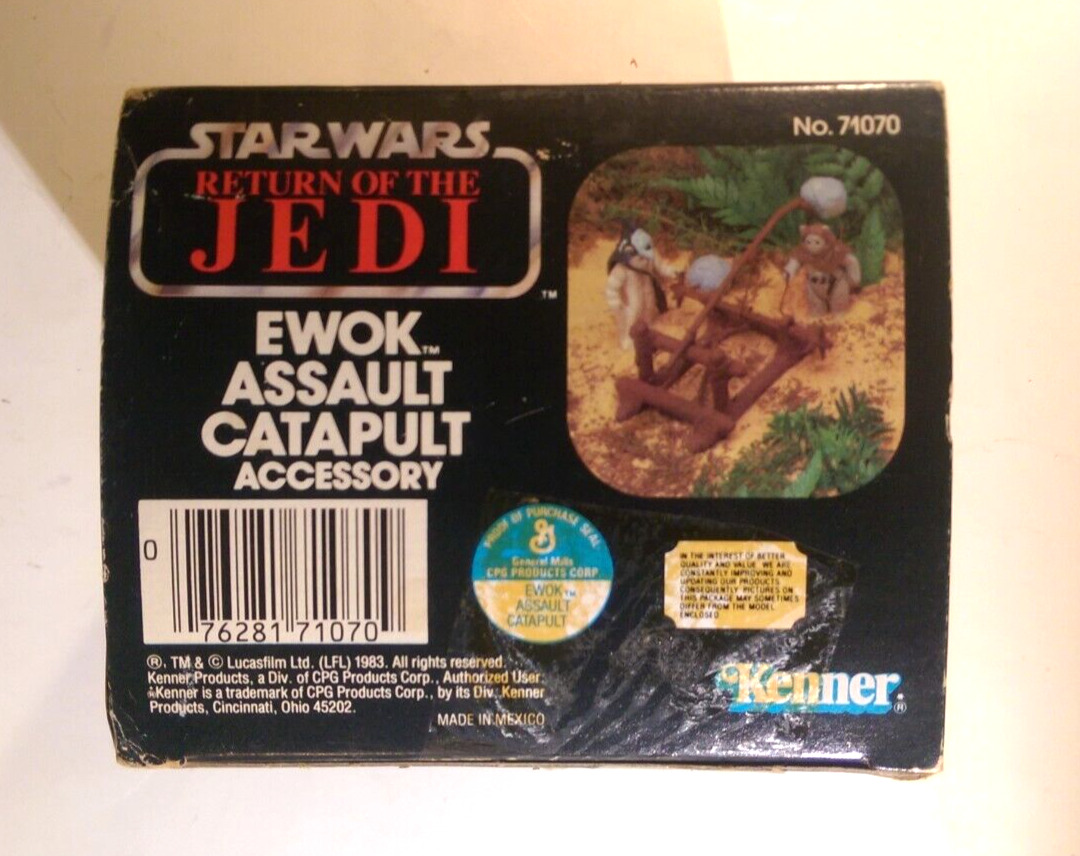 STAR WARS
RETURN OF THE
JEDI
™
No. 71070
EWOK™
ASSAULT
CATAPULT
ACCESSORY
0
76281 71070
PROOF OF PURCHASE SEAL
General Mills
CPG PRODUCTS CORP
EWOK™
ASSAULT
CATAPULT
IN THE INTEREST OF BETTER
QUALITY AND VALUE WE ARE
CONSTANTLY IMPROVING AND
UPDATING OUR PRODUCTS
CONSEQUENTLY PICTURES ON
THIS PACKAGE MAY SOMETIMES
DIFFER FROM THE MODEL
ENCLOSED
®, TM & © Lucasfilm Ltd. (LFL) 1983. All rights reserved.
Kenner Products, a Div. of CPG Products Corp., Authorized User.
®Kenner is a trademark of CPG Products Corp., by its Div. Kenner
Products, Cincinnati, Ohio 45202.
MADE IN MEXICO
Kenner®